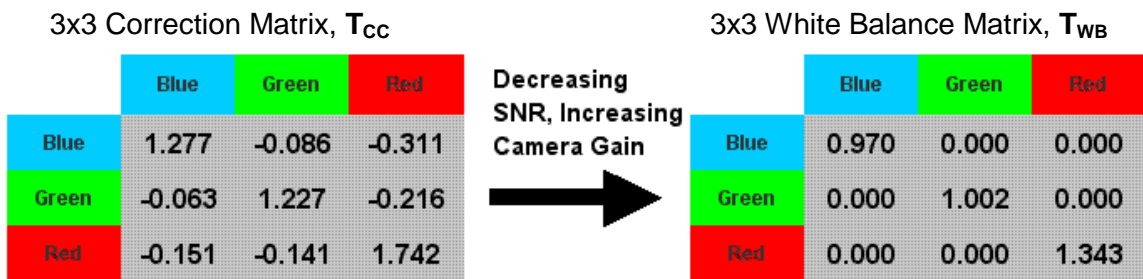 3x3 Correction Matrix, TCC
Blue Green Red
Blue 1.277 -0.086 -0.311
Green -0.063 1.227 -0.216
Red -0.151 -0.141 1.742
Decreasing
SNR, Increasing
Camera Gain
3x3 White Balance Matrix, TWB
Blue Green Red
Blue 0.970 0.000 0.000
Green 0.000 1.002 0.000
Red 0.000 0.000 1.343